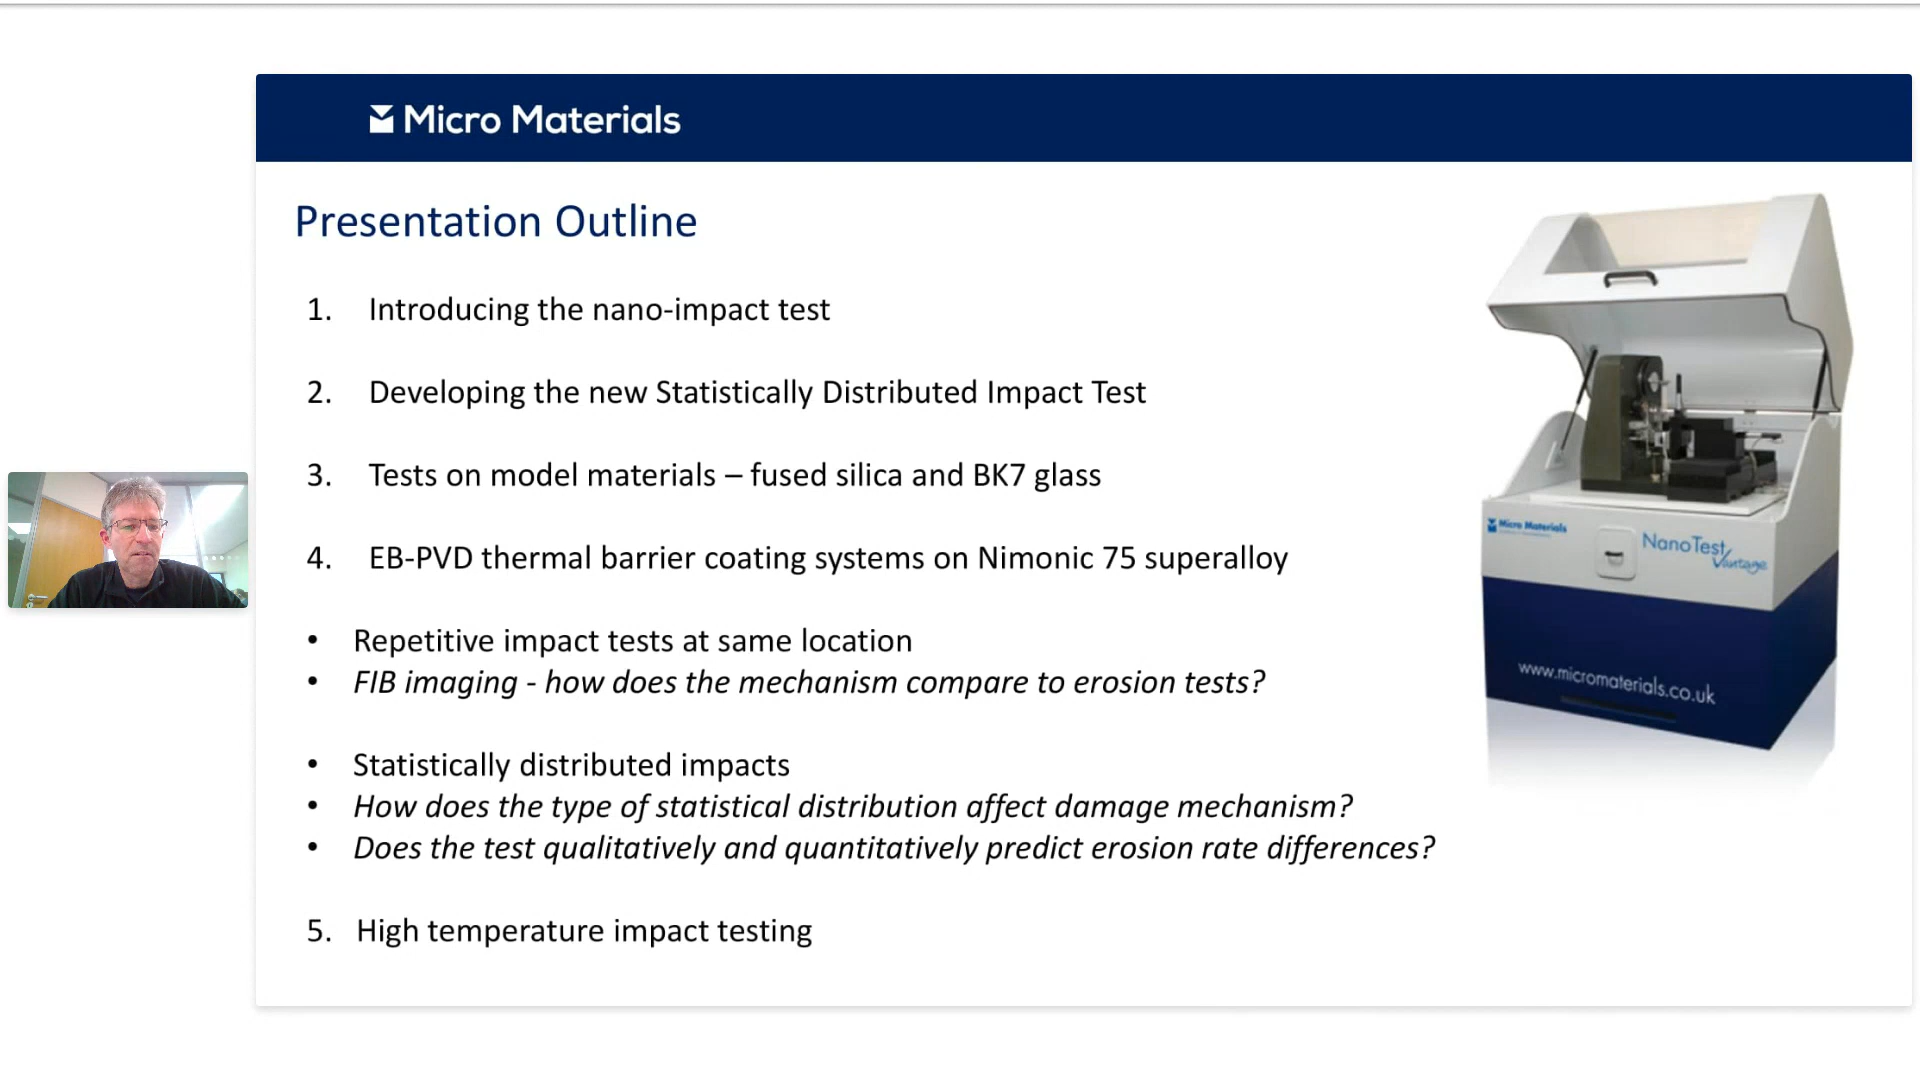 Micro Materials
Presentation Outline
1. Introducing the nano-impact test
2. Developing the new Statistically Distributed Impact Test
3. Tests on model materials – fused silica and BK7 glass
4. EB-PVD thermal barrier coating systems on Nimonic 75 superalloy
• Repetitive impact tests at same location
• FIB imaging - how does the mechanism compare to erosion tests?
• Statistically distributed impacts
• How does the type of statistical distribution affect damage mechanism?
• Does the test qualitatively and quantitatively predict erosion rate differences?
5. High temperature impact testing
Micro Materials
NanoTest
Vantage
www.micromaterials.co.uk